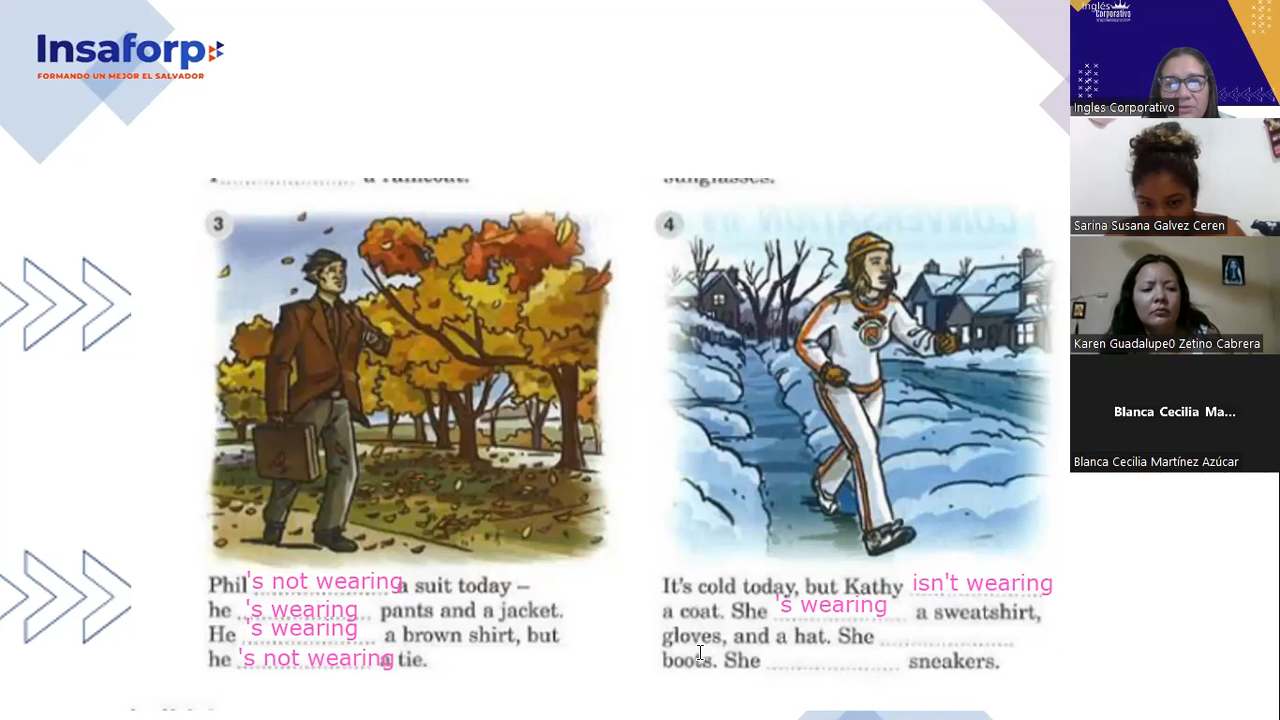 Insaforp
FORMANDO UN MEJOR EL SALVADOR
a raincoat.
sunglasses.
3
4
Phil 's not wearing a suit today –
he 's wearing pants and a jacket.
He 's wearing a brown shirt, but
he 's not wearing a tie.
It's cold today, but Kathy isn't wearing
a coat. She 's wearing a sweatshirt,
gloves, and a hat. She
boots. She sneakers.
Inglés
Corporativo
Ingles Corporativo
Sarina Susana Galvez Ceren
Karen Guadalupe0 Zetino Cabrera
Blanca Cecilia Ma...
Blanca Cecilia Martínez Azúcar